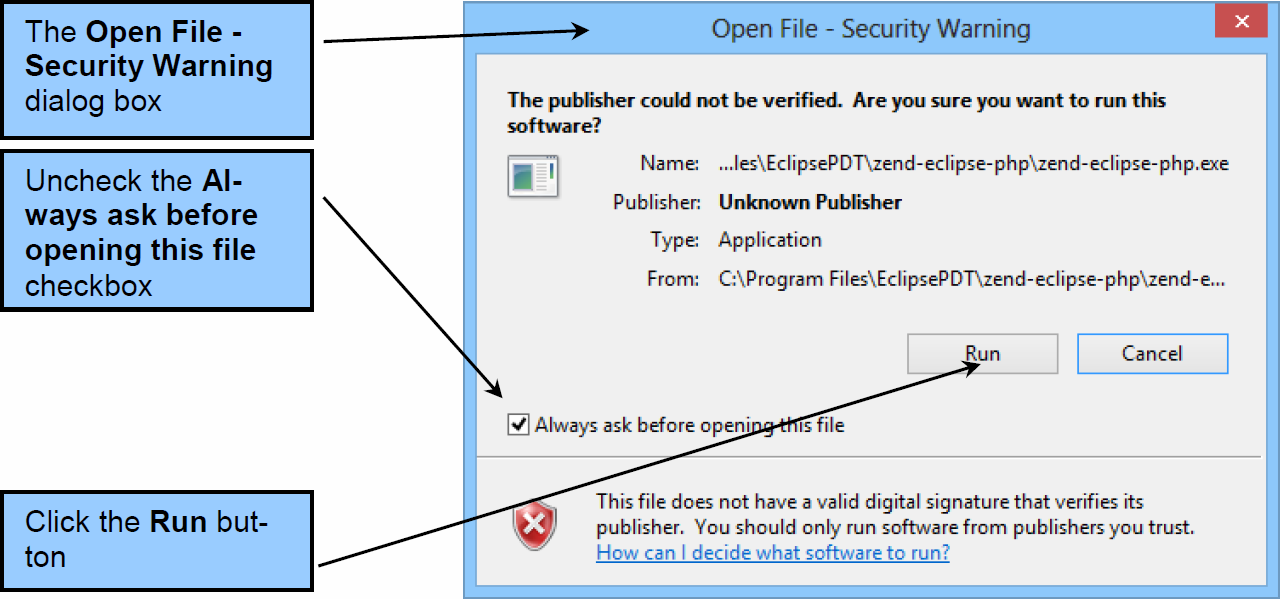 The Open File -
Security Warning
dialog box
Uncheck the Al-
ways ask before
opening this file
checkbox
Click the Run but-
ton
Open File - Security Warning
The publisher could not be verified. Are you sure you want to run this
software?
Name: ...les\EclipsePDT\zend-eclipse-php\zend-eclipse-php.exe
Publisher: Unknown Publisher
Type: Application
From: C:\Program Files\EclipsePDT\zend-eclipse-php\zend-e...
Run Cancel
Always ask before opening this file
This file does not have a valid digital signature that verifies its
publisher. You should only run software from publishers you trust.
How can I decide what software to run?